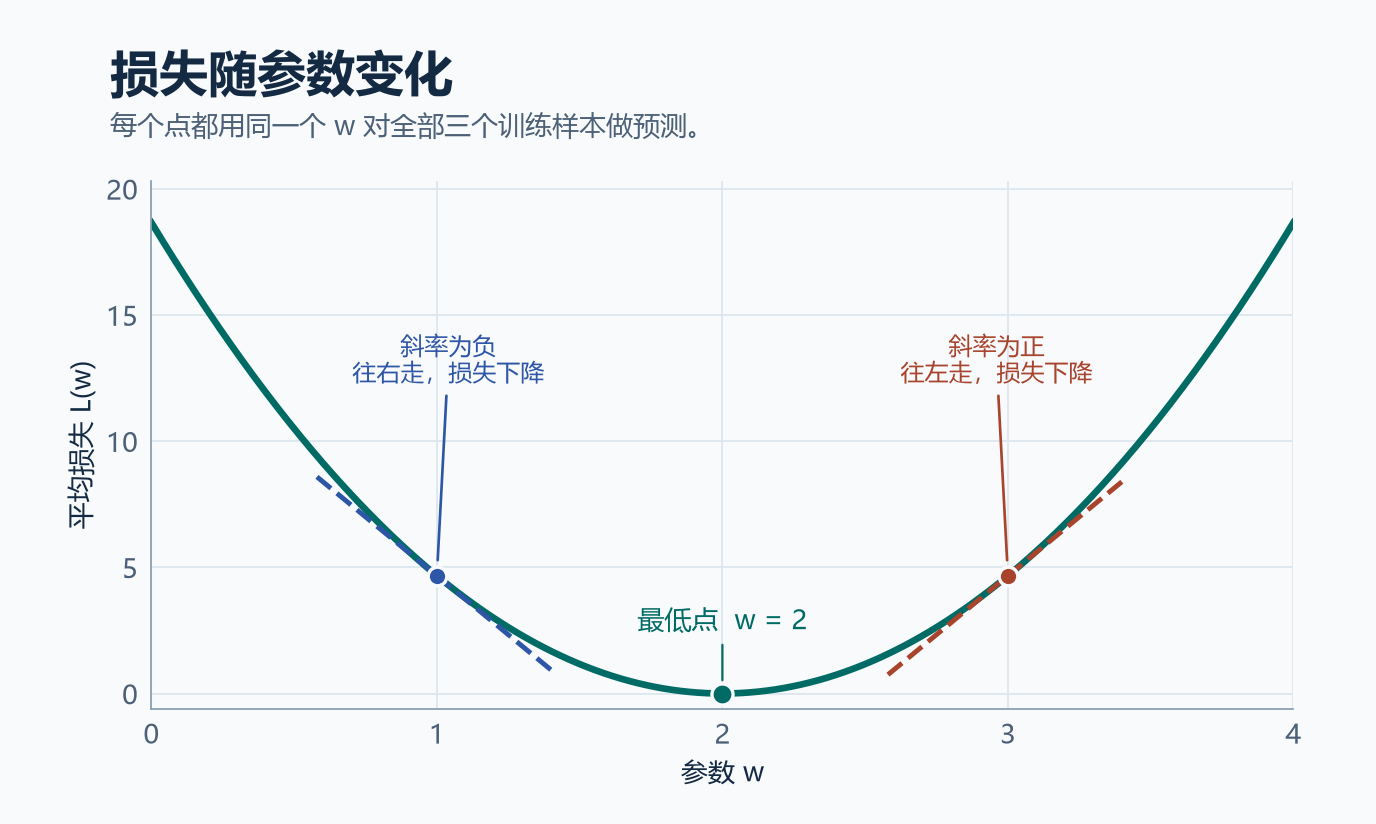 损失随参数变化
每个点都用同一个 w 对全部三个训练样本做预测。
20
15
10
5
0
平均损失 L(w)
斜率为负
往右走，损失下降
斜率为正
往左走，损失下降
最低点 w = 2
0 1 2 3 4
参数 w